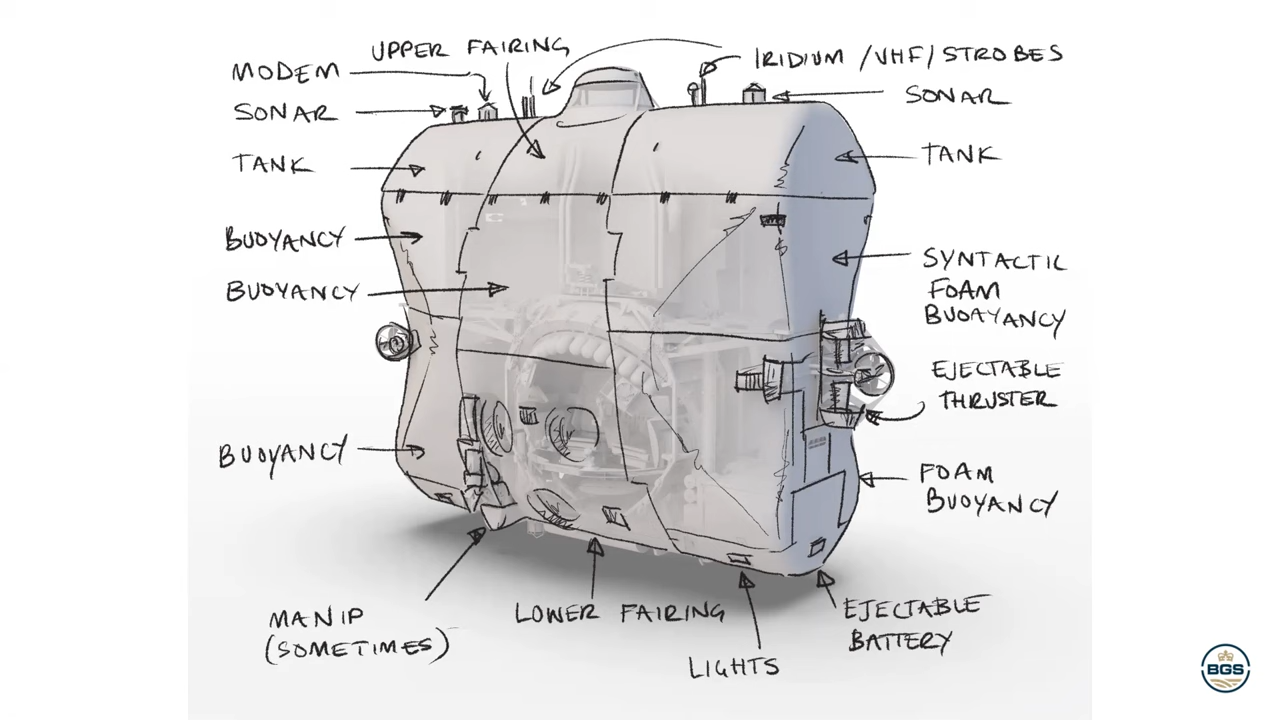 UPPER FAIRING
MODEM
IRIDIUM /VHF/STROBES
SONAR
SONAR
TANK
TANK
BUOYANCY
BUOYANCY
SYNTACTIC
FOAM
BUOAYANCY
EJECTABLE
THRUSTER
BUOYANCY
FOAM
BUOYANCY
MANIP
(SOMETIMES)
LOWER FAIRING
LIGHTS
EJECTABLE
BATTERY
BGS